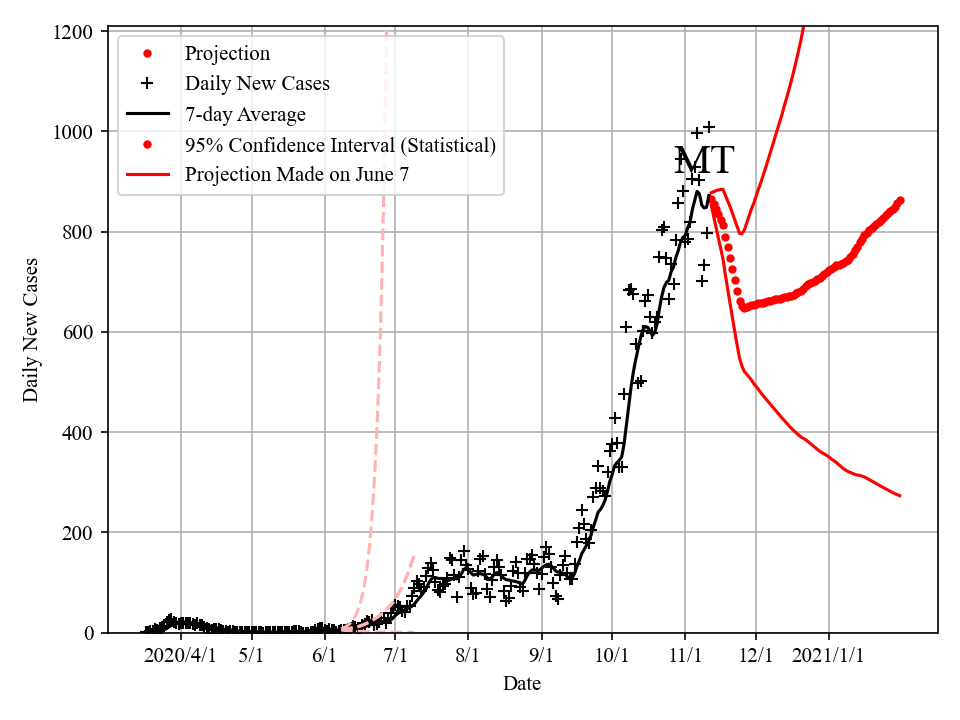 1200
1000
800
600
400
200
0
Daily New Cases
Projection
Daily New Cases
7-day Average
95% Confidence Interval (Statistical)
Projection Made on June 7
MT
2020/4/1 5/1 6/1 7/1 8/1 9/1 10/1 11/1 12/1 2021/1/1
Date